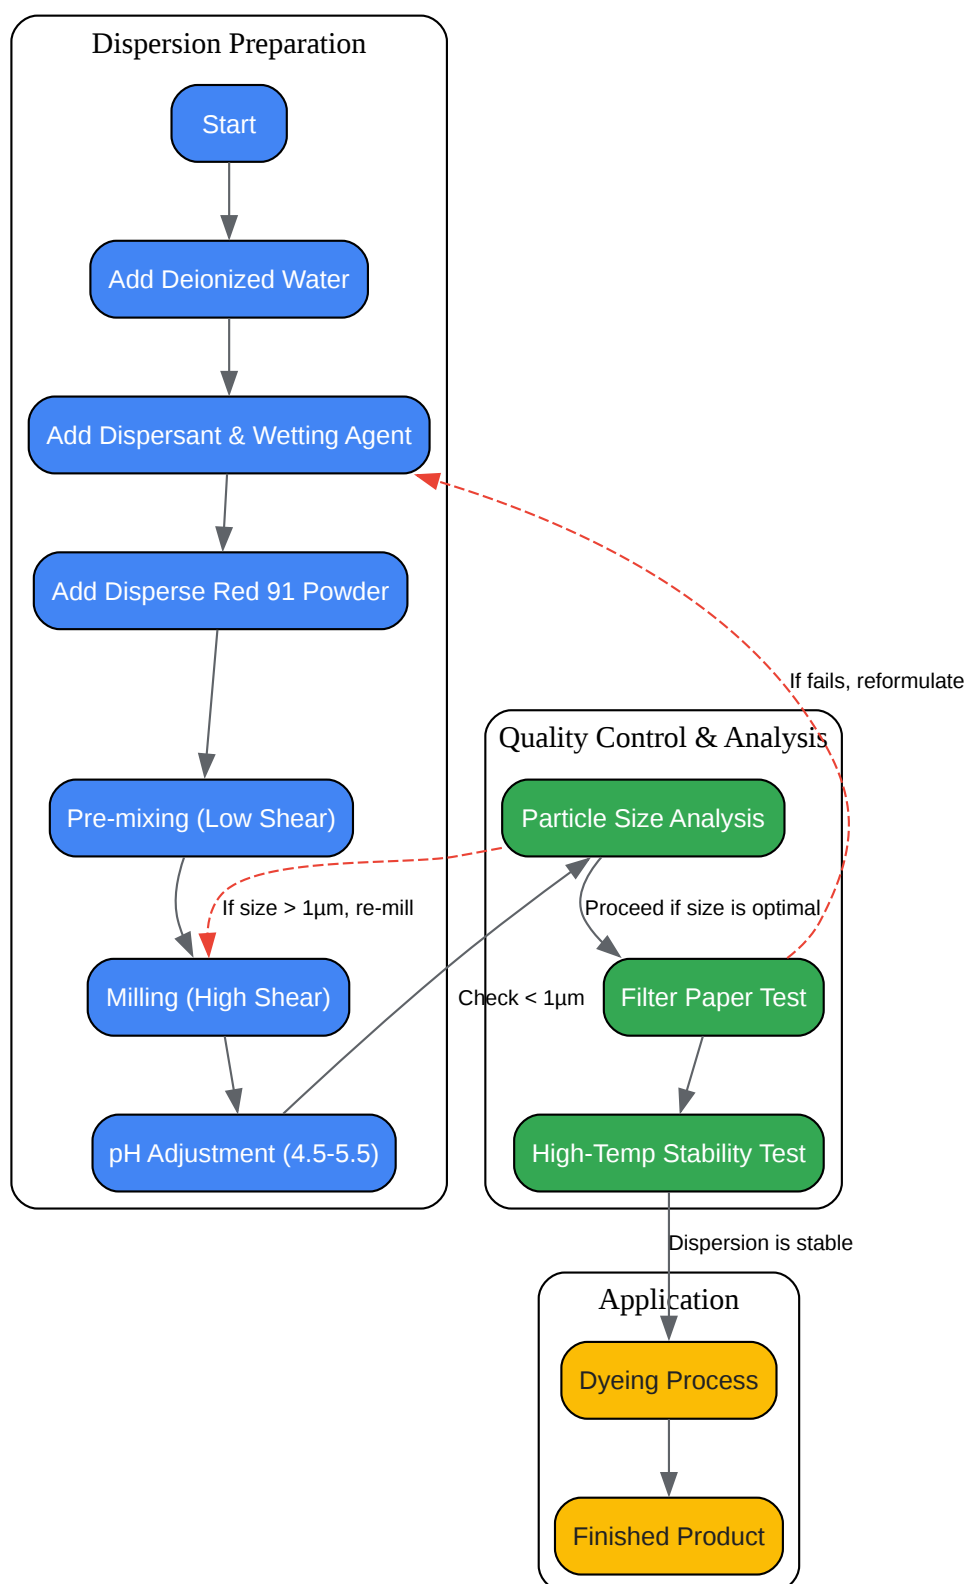 Dispersion Preparation
Start
Add Deionized Water
Add Dispersant & Wetting Agent
Add Disperse Red 91 Powder
If fails, reformulate
Quality Control & Analysis
Pre-mixing (Low Shear)
Particle Size Analysis
If size > 1µm, re-mill
Proceed if size is optimal
Milling (High Shear)
Check < 1µm
Filter Paper Test
pH Adjustment (4.5-5.5)
High-Temp Stability Test
Dispersion is stable
Application
Dyeing Process
Finished Product